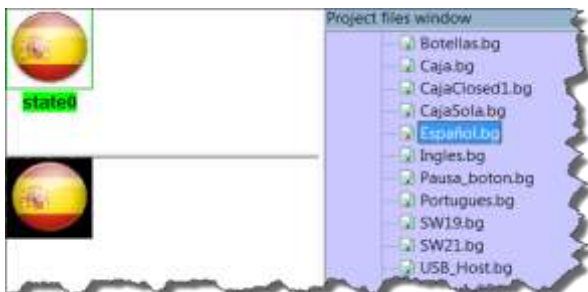 Project files window
Botellas.bg
Caja.bg
CajaClosed1.bg
CajaSola.bg
Español.bg
Ingles.bg
Pausa_boton.bg
Portugues.bg
SW19.bg
SW21.bg
USB_Host.bg
state0